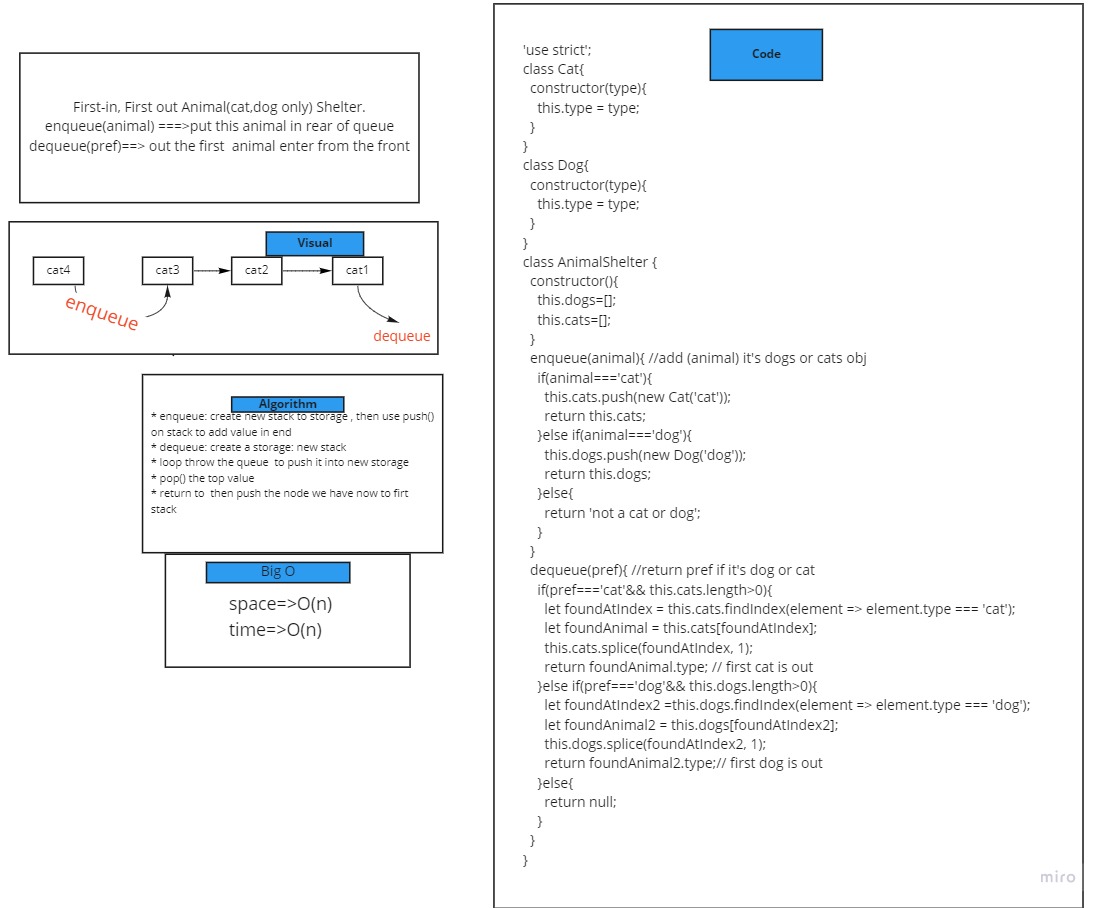 First-in, First out Animal(cat,dog only) Shelter.
enqueue(animal) ===>put this animal in rear of queue
dequeue(pref)==> out the first  animal enter from the front
Visual
cat4
cat3
cat2
cat1
enqueue
dequeue
Algorithm
* enqueue: create new stack to storage , then use push()
on stack to add value in end
* dequeue: create a storage: new stack
* loop throw the queue  to push it into new storage
* pop() the top value
* return to  then push the node we have now to firt
stack
Big O
space=>O(n)
time=>O(n)
Code
'use strict';
class Cat{
  constructor(type){
    this.type = type;
  }
}
class Dog{
  constructor(type){
    this.type = type;
  }
}
class AnimalShelter {
  constructor(){
    this.dogs=[];
    this.cats=[];
  }
  enqueue(animal){ //add (animal) it's dogs or cats obj
    if(animal==='cat'){
      this.cats.push(new Cat('cat'));
      return this.cats;
    }else if(animal==='dog'){
      this.dogs.push(new Dog('dog'));
      return this.dogs;
    }else{
      return 'not a cat or dog';
    }
  }
  dequeue(pref){ //return pref if it's dog or cat
    if(pref==='cat'&& this.cats.length>0){
      let foundAtIndex = this.cats.findIndex(element => element.type === 'cat');
      let foundAnimal = this.cats[foundAtIndex];
      this.cats.splice(foundAtIndex, 1);
      return foundAnimal.type; // first cat is out
    }else if(pref==='dog'&& this.dogs.length>0){
      let foundAtIndex2 =this.dogs.findIndex(element => element.type === 'dog');
      let foundAnimal2 = this.dogs[foundAtIndex2];
      this.dogs.splice(foundAtIndex2, 1);
      return foundAnimal2.type;// first dog is out
    }else{
      return null;
    }
  }
}
miro